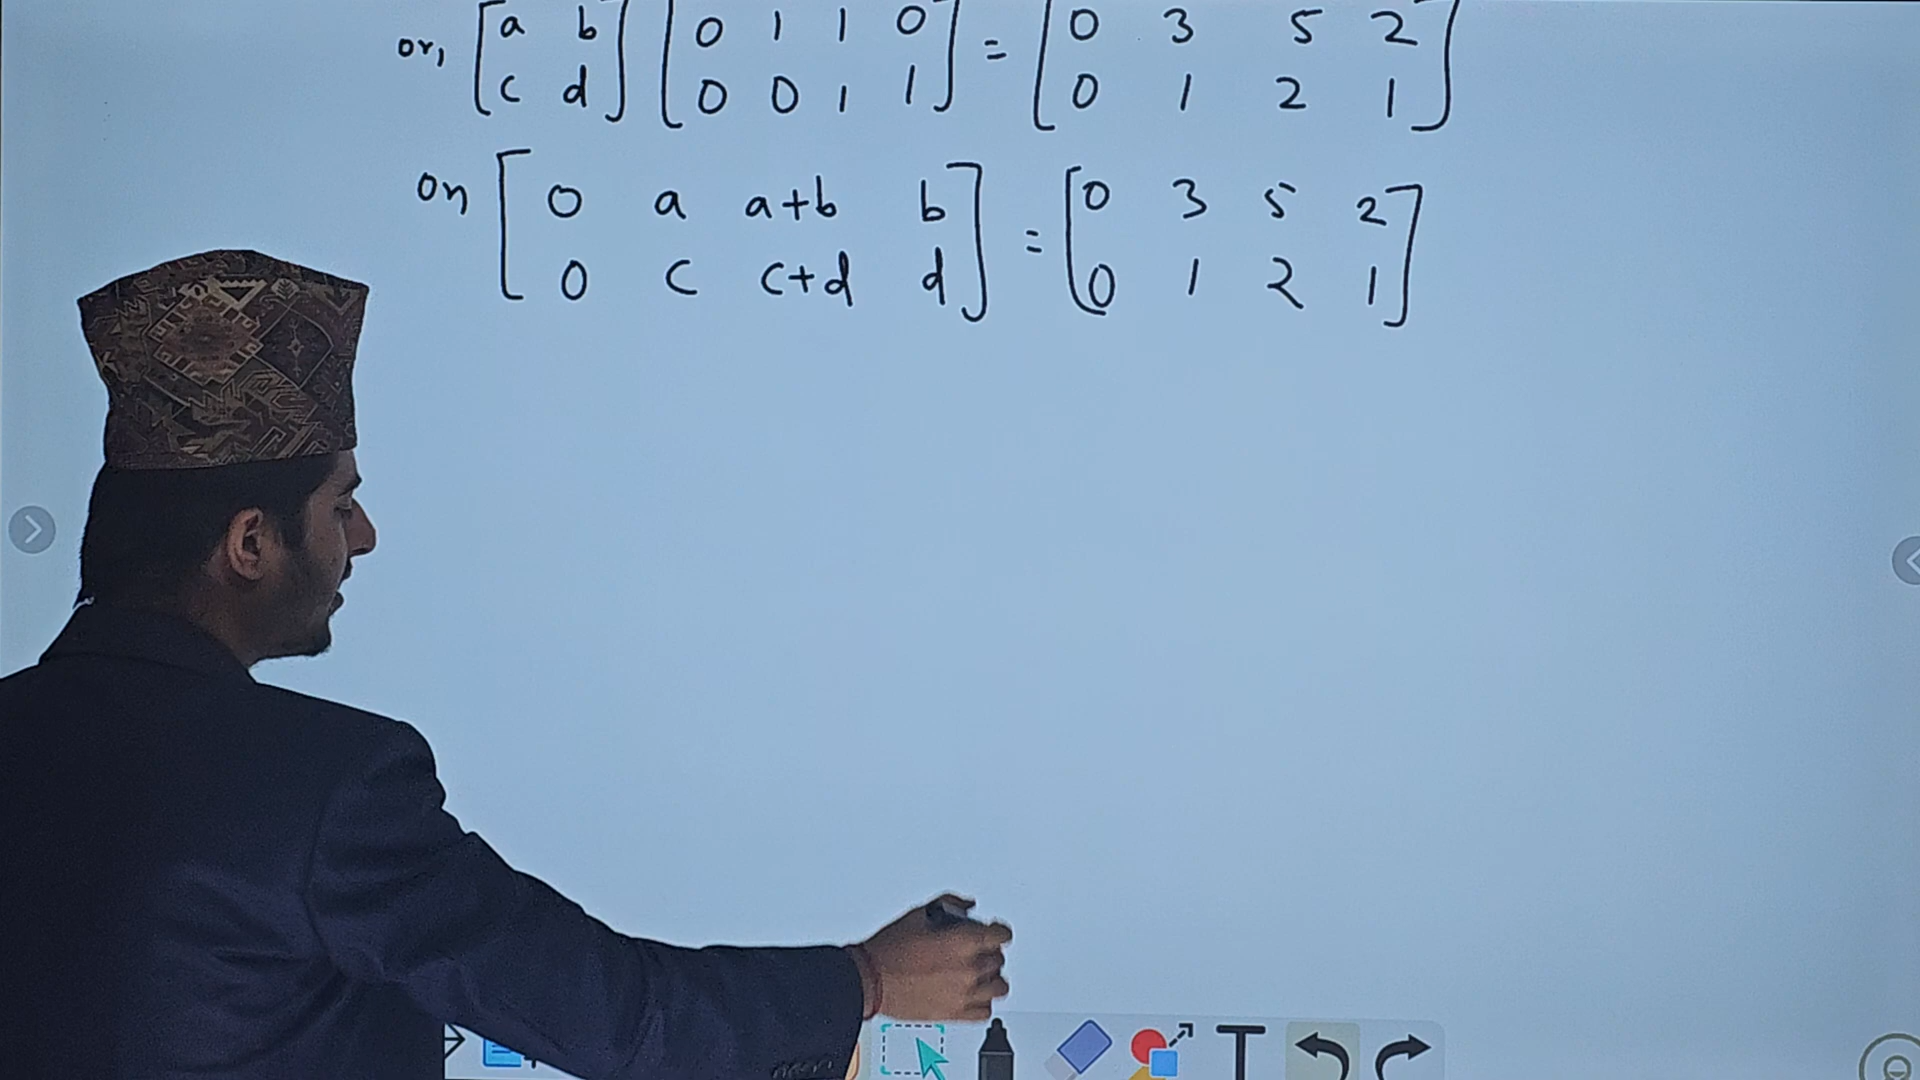 or, [a b] [0 1 1 0] = [0 3 5 2]
[c d] [0 0 1 1] [0 1 2 1]
or [0 a a+b b] = [0 3 5 2]
[0 c c+d d] [0 1 2 1]
T